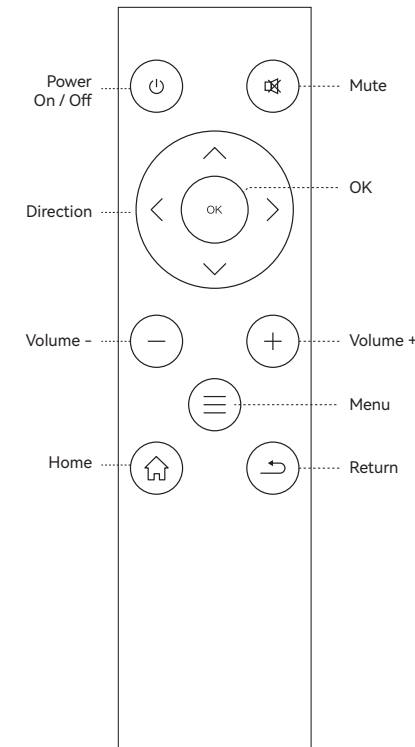 Power
On / Off
Mute
OK
OK
Direction
Volume -
Volume +
Menu
Home
Return